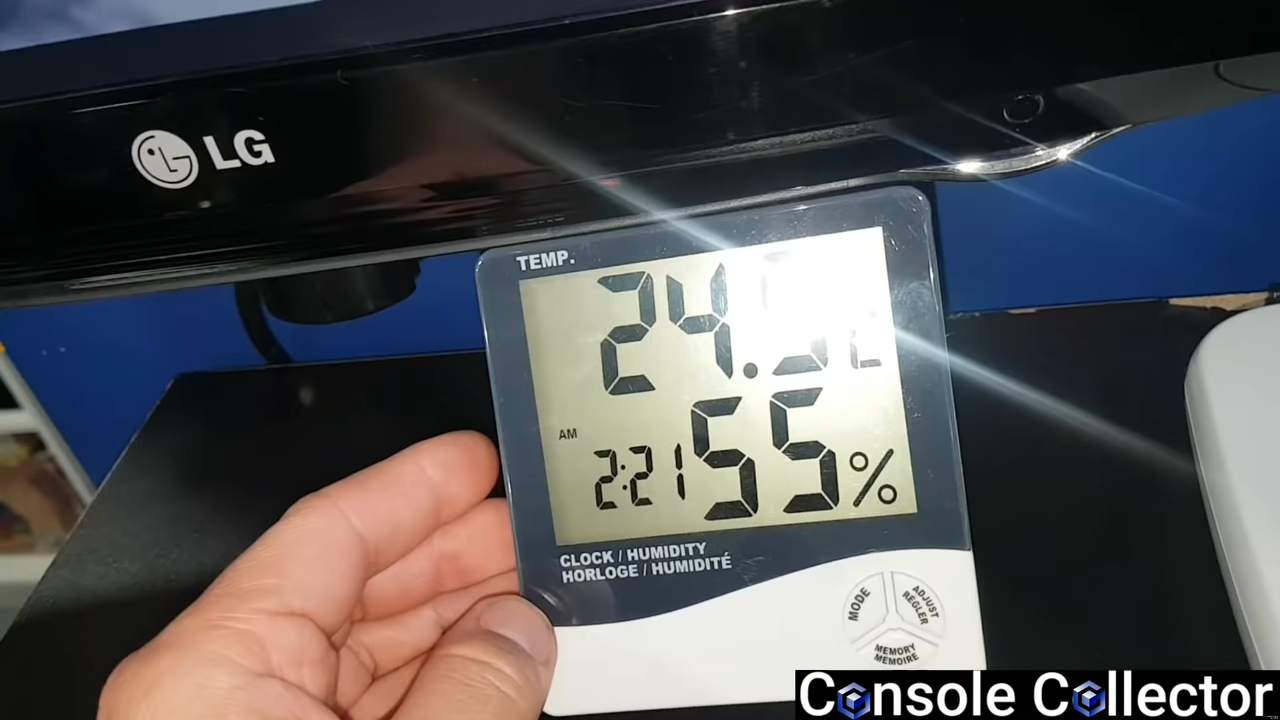 LG
TEMP.
24.
AM
2:21
55%
CLOCK / HUMIDITY
HORLOGE / HUMIDITÉ
MODE
ADJUST
REGLER
MEMORY
MEMOIRE
Console Collector